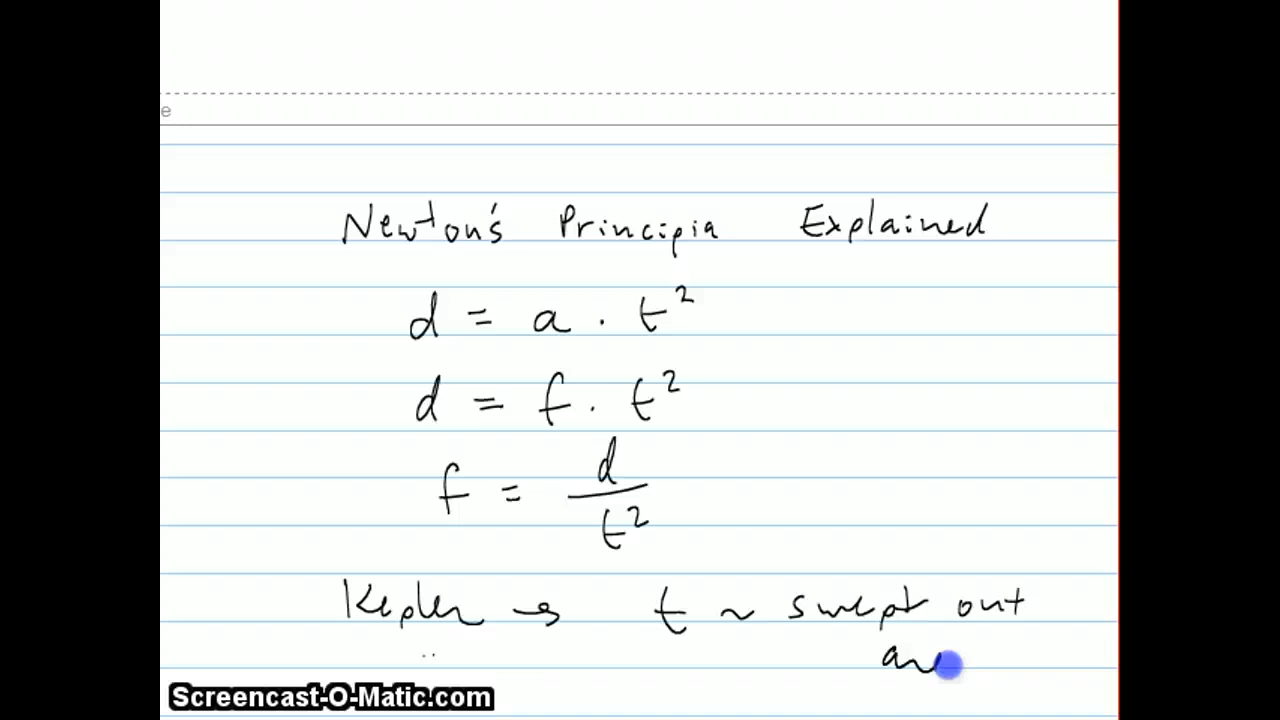 e
Newton's Principia Explained
d = a . t²
d = f . t²
f = d / t²
Kepler → t ~ swept out
Screencast-O-Matic.com